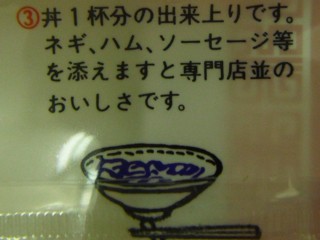 ③丼1杯分の出来上りです。
ネギ、ハム、ソーセージ等
を添えますと専門店並の
おいしさです。